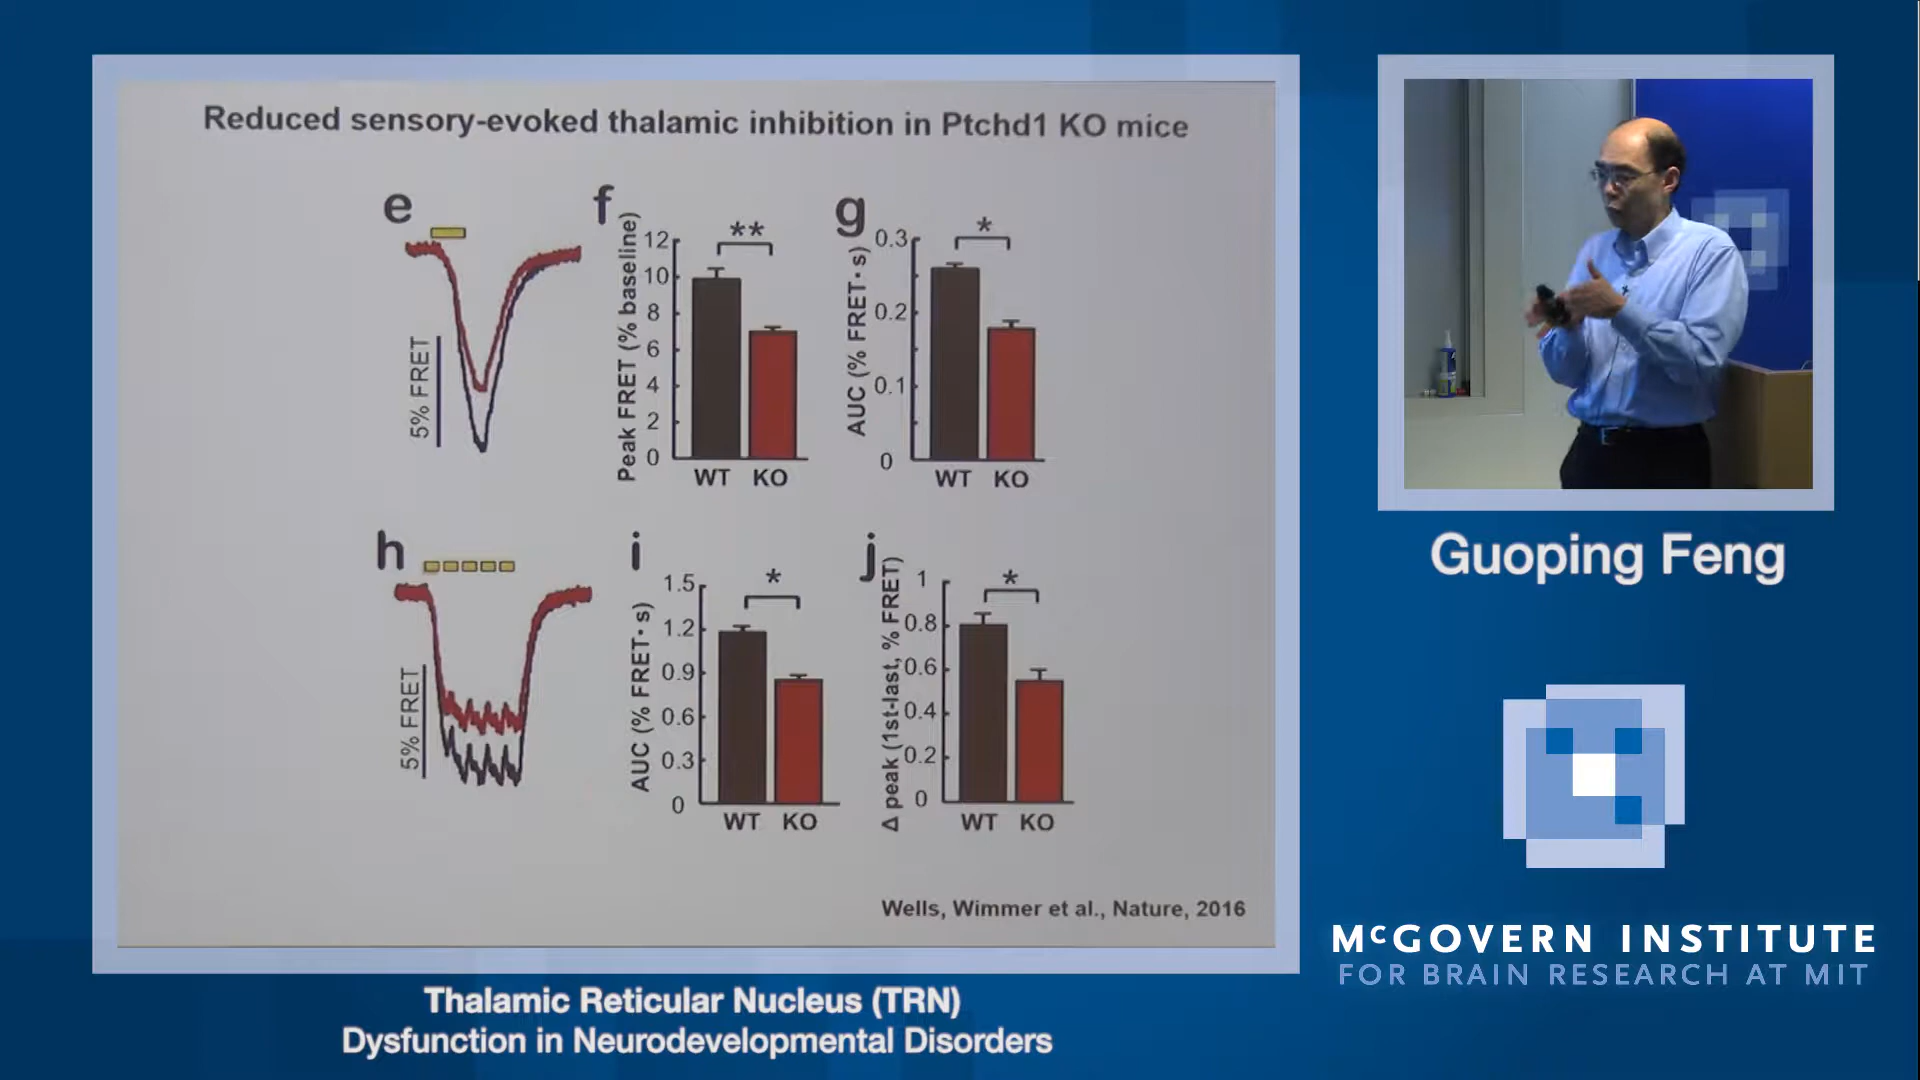 Reduced sensory-evoked thalamic inhibition in Ptchd1 KO mice
e
5% FRET
f
Peak FRET (% baseline)
12
10
8
6
4
2
0
**
WT KO
g
AUC (% FRET· s)
0.3
0.2
0.1
0
*
WT KO
h
5% FRET
i
AUC (% FRET· s)
1.5
1.2
0.9
0.6
0.3
0
*
WT KO
j
Δ peak (1st-last, % FRET)
1
0.8
0.6
0.4
0.2
0
*
WT KO
Wells, Wimmer et al., Nature, 2016
Thalamic Reticular Nucleus (TRN)
Dysfunction in Neurodevelopmental Disorders
Guoping Feng
McGOVERN INSTITUTE
FOR BRAIN RESEARCH AT MIT